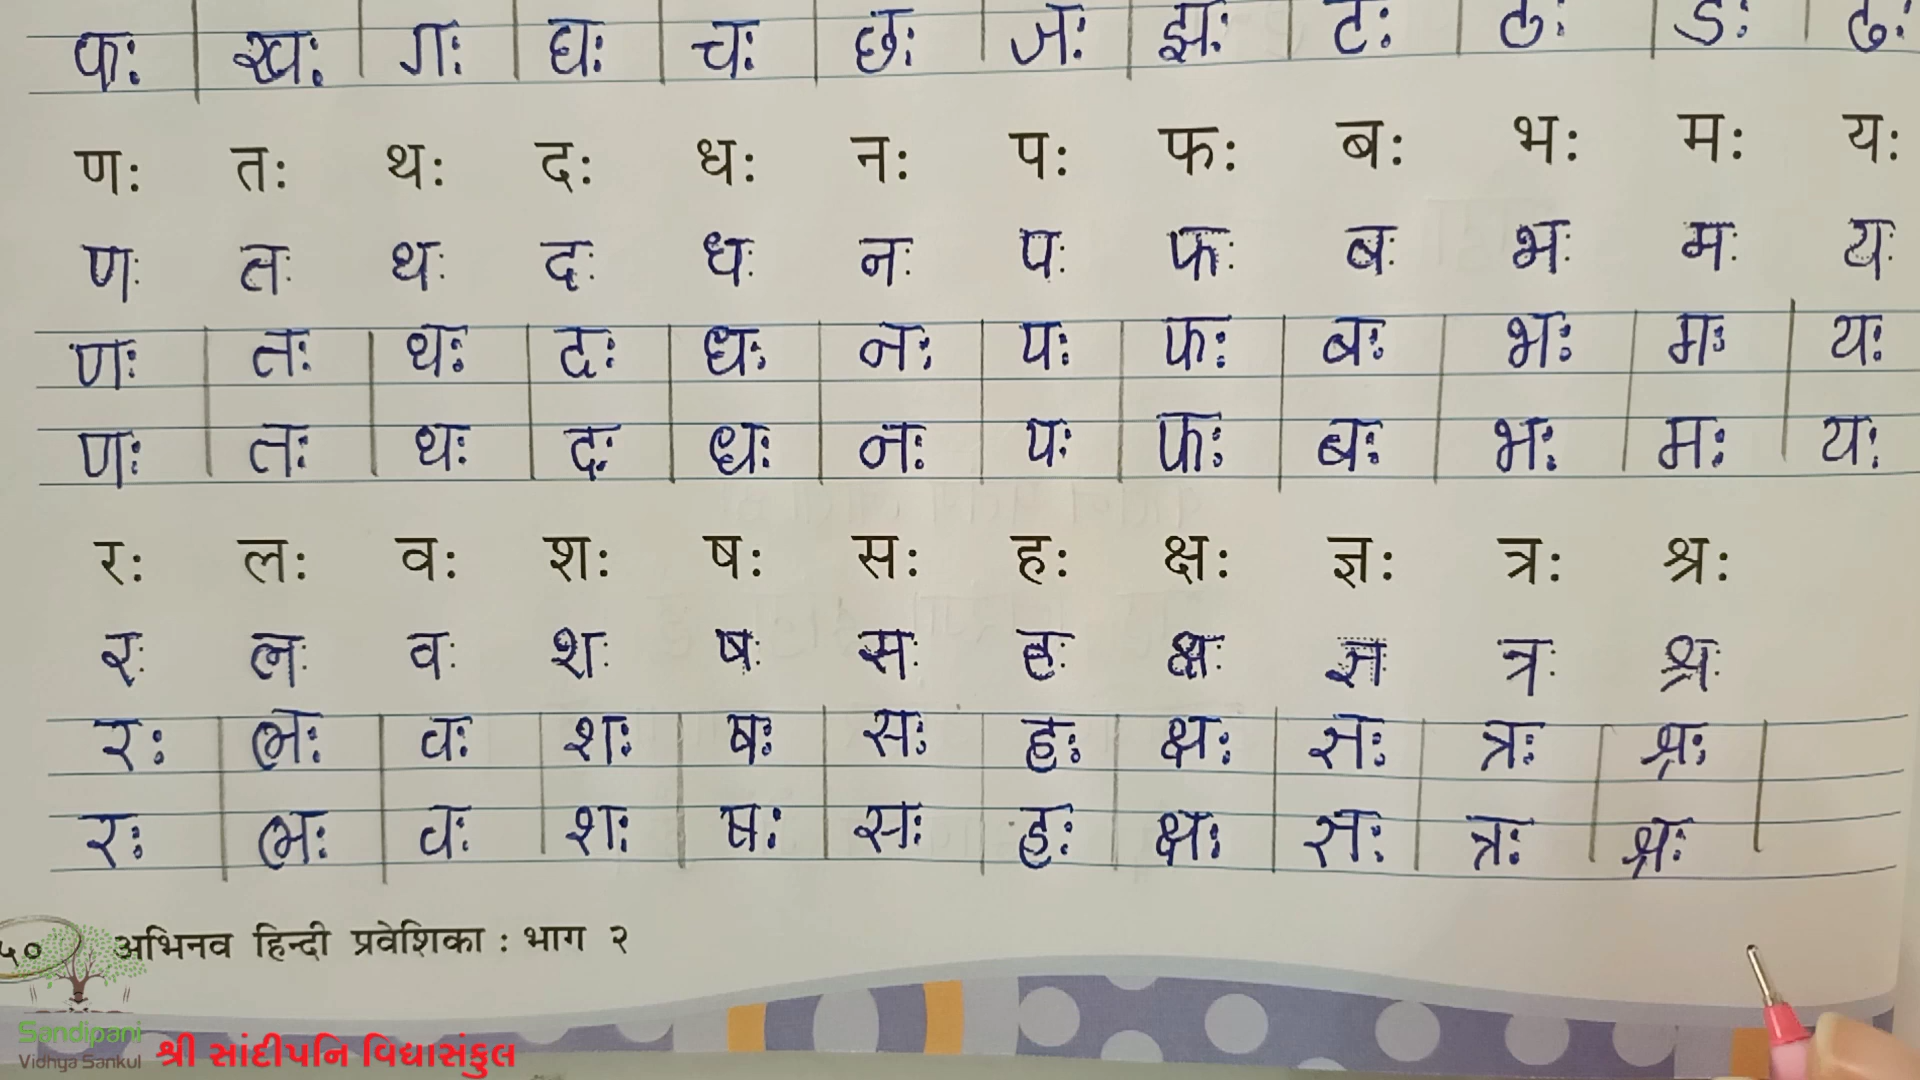 कः खः गः घः चः छः जः झः टः ठः डः ढः
णः तः थः दः धः नः पः फः बः भः मः यः
णः तः थः दः धः नः पः फः बः भः मः यः
णः तः थः दः धः नः पः फः बः भः मः यः
णः तः थः दः धः नः पः फः बः भः मः यः
रः लः वः शः षः सः हः क्षः ज्ञः त्रः श्रः
रः लः वः शः षः सः हः क्षः ज्ञः त्रः श्रः
रः लः वः शः षः सः हः क्षः ज्ञः त्रः श्रः
रः लः वः शः षः सः हः क्षः ज्ञः त्रः श्रः
५० अभिनव हिन्दी प्रवेशिका : भाग २
Sandipani
Vidhya Sankul
શ્રી સાંદીપનિ વિદ્યાસંકુલ